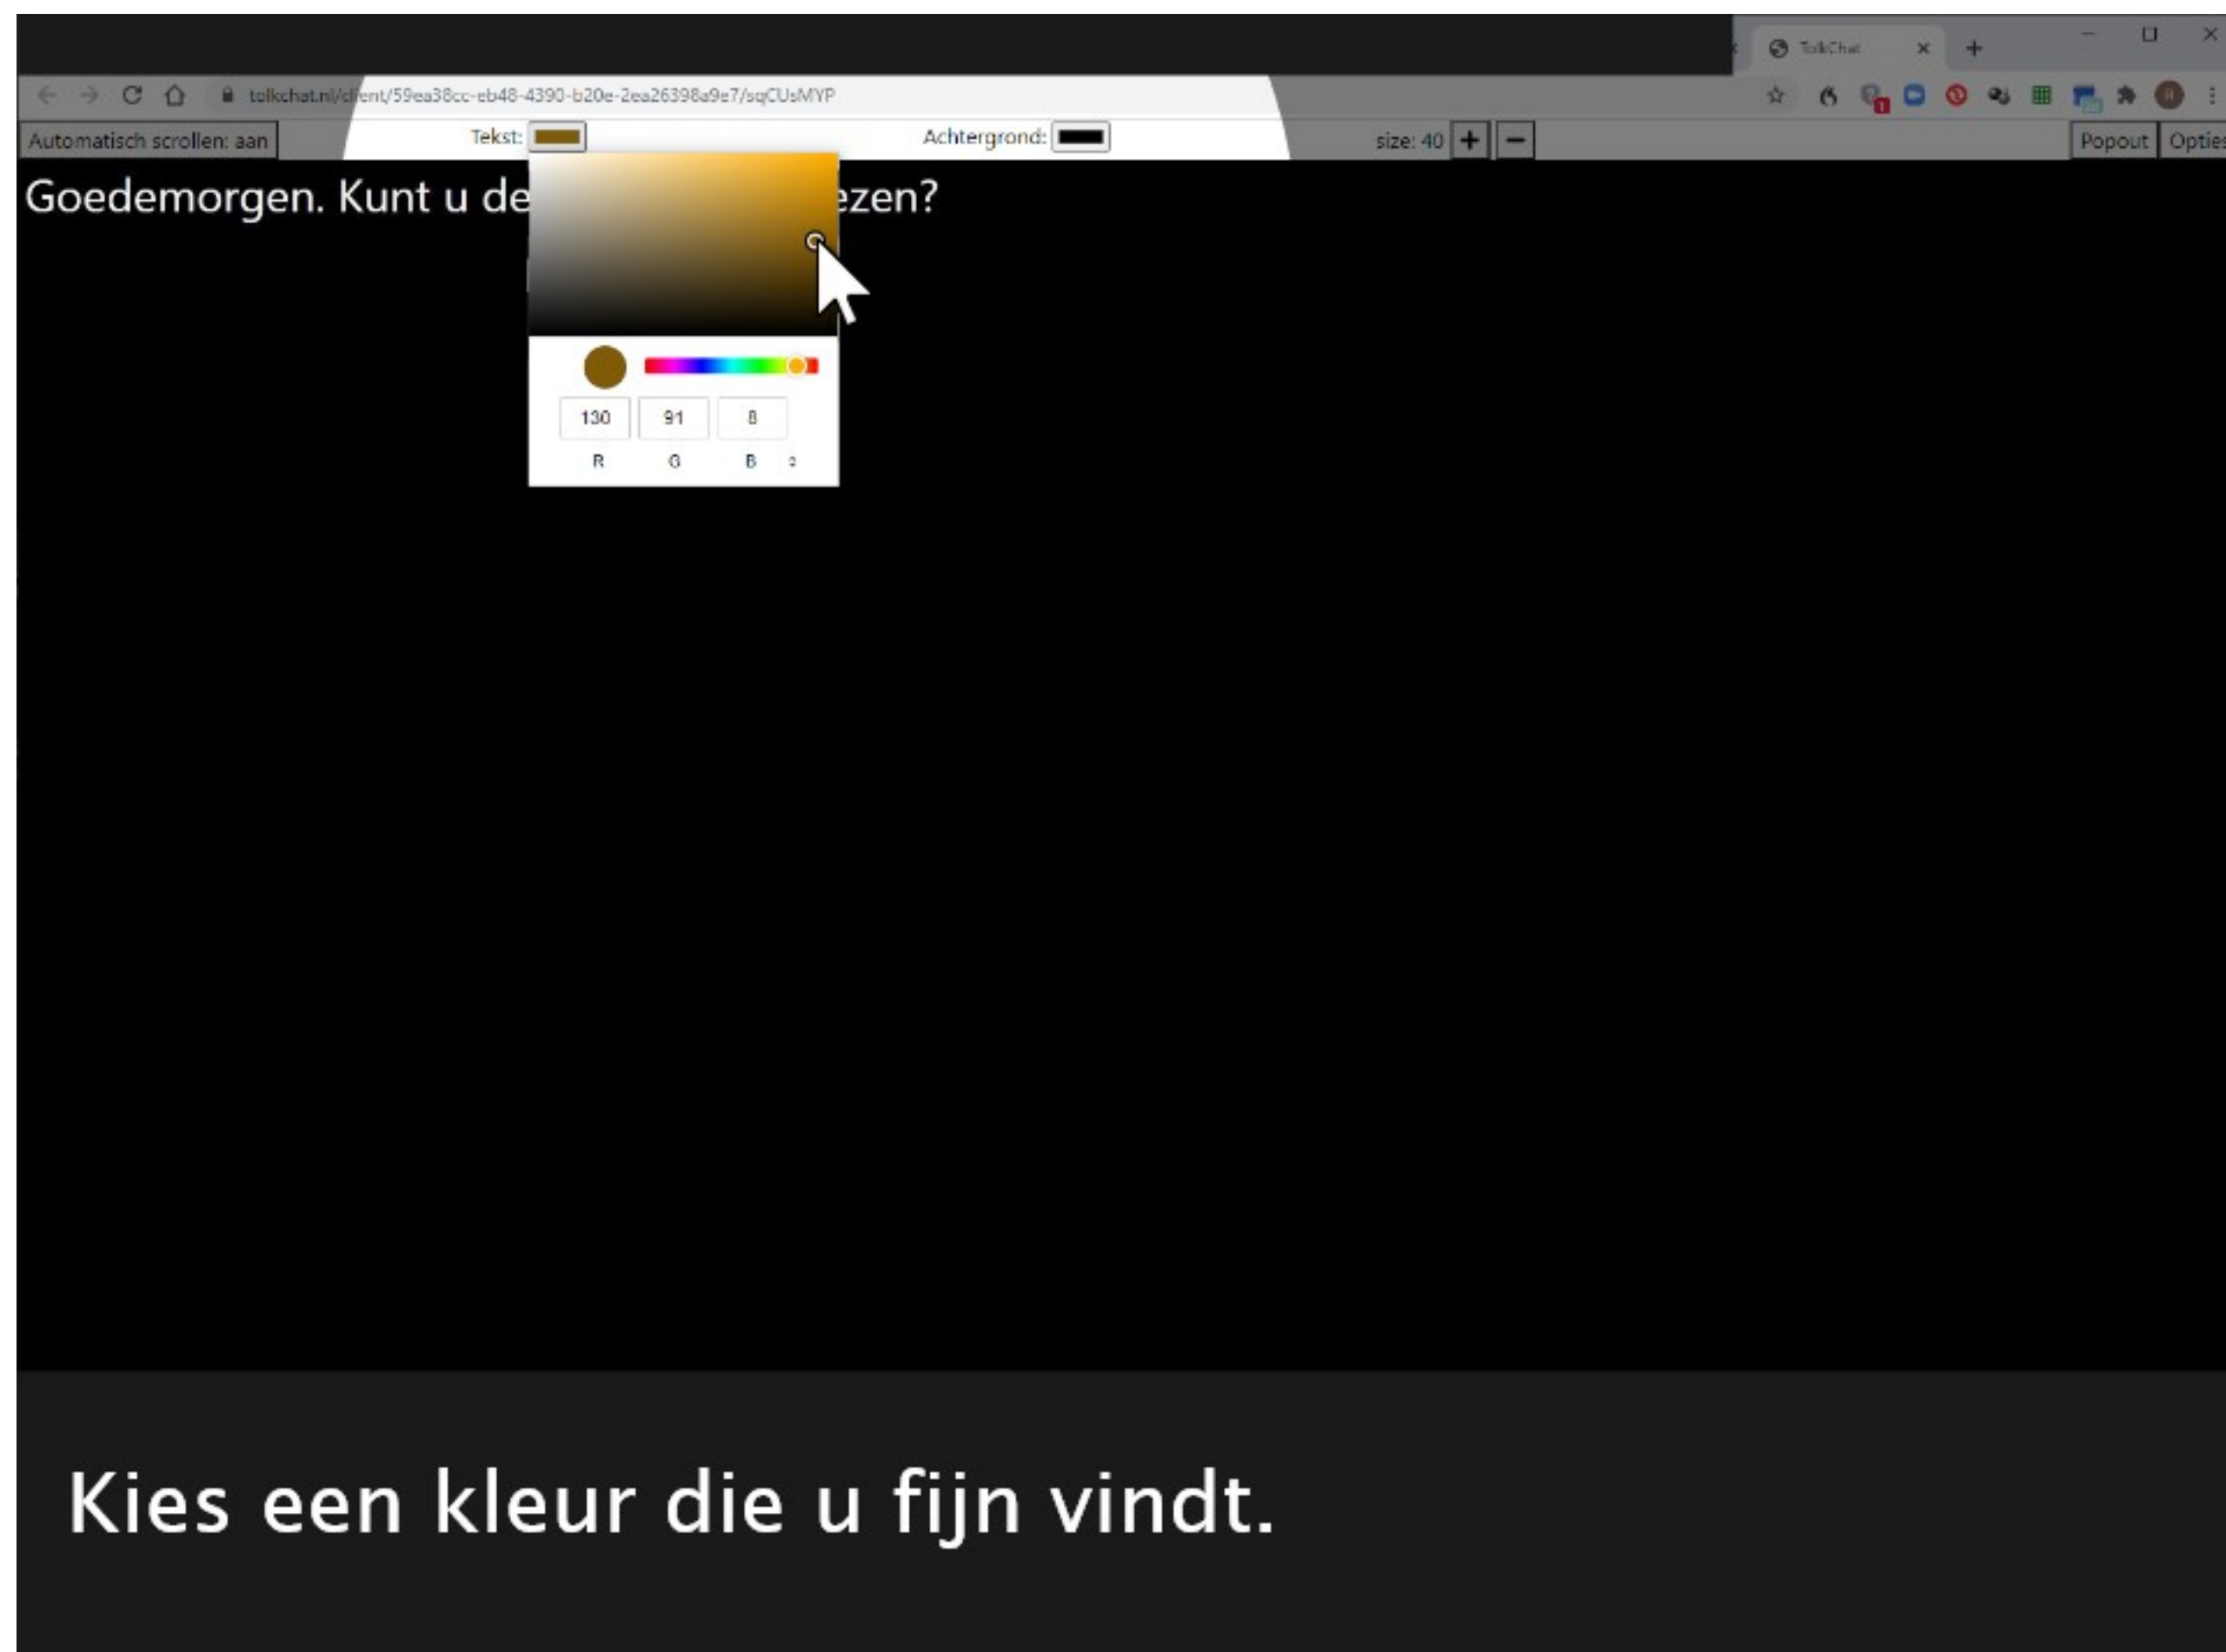 TolkChat
tolkchat.nl/client/59ea38cc-eb48-4390-b20e-2ea26398a9e7/sqCUsMYP
Automatisch scrollen: aan
Tekst:
Achtergrond:
size: 40 + −
Popout
Opties
Goedemorgen. Kunt u de ezen?
130 91 8
R G B
Kies een kleur die u fijn vindt.